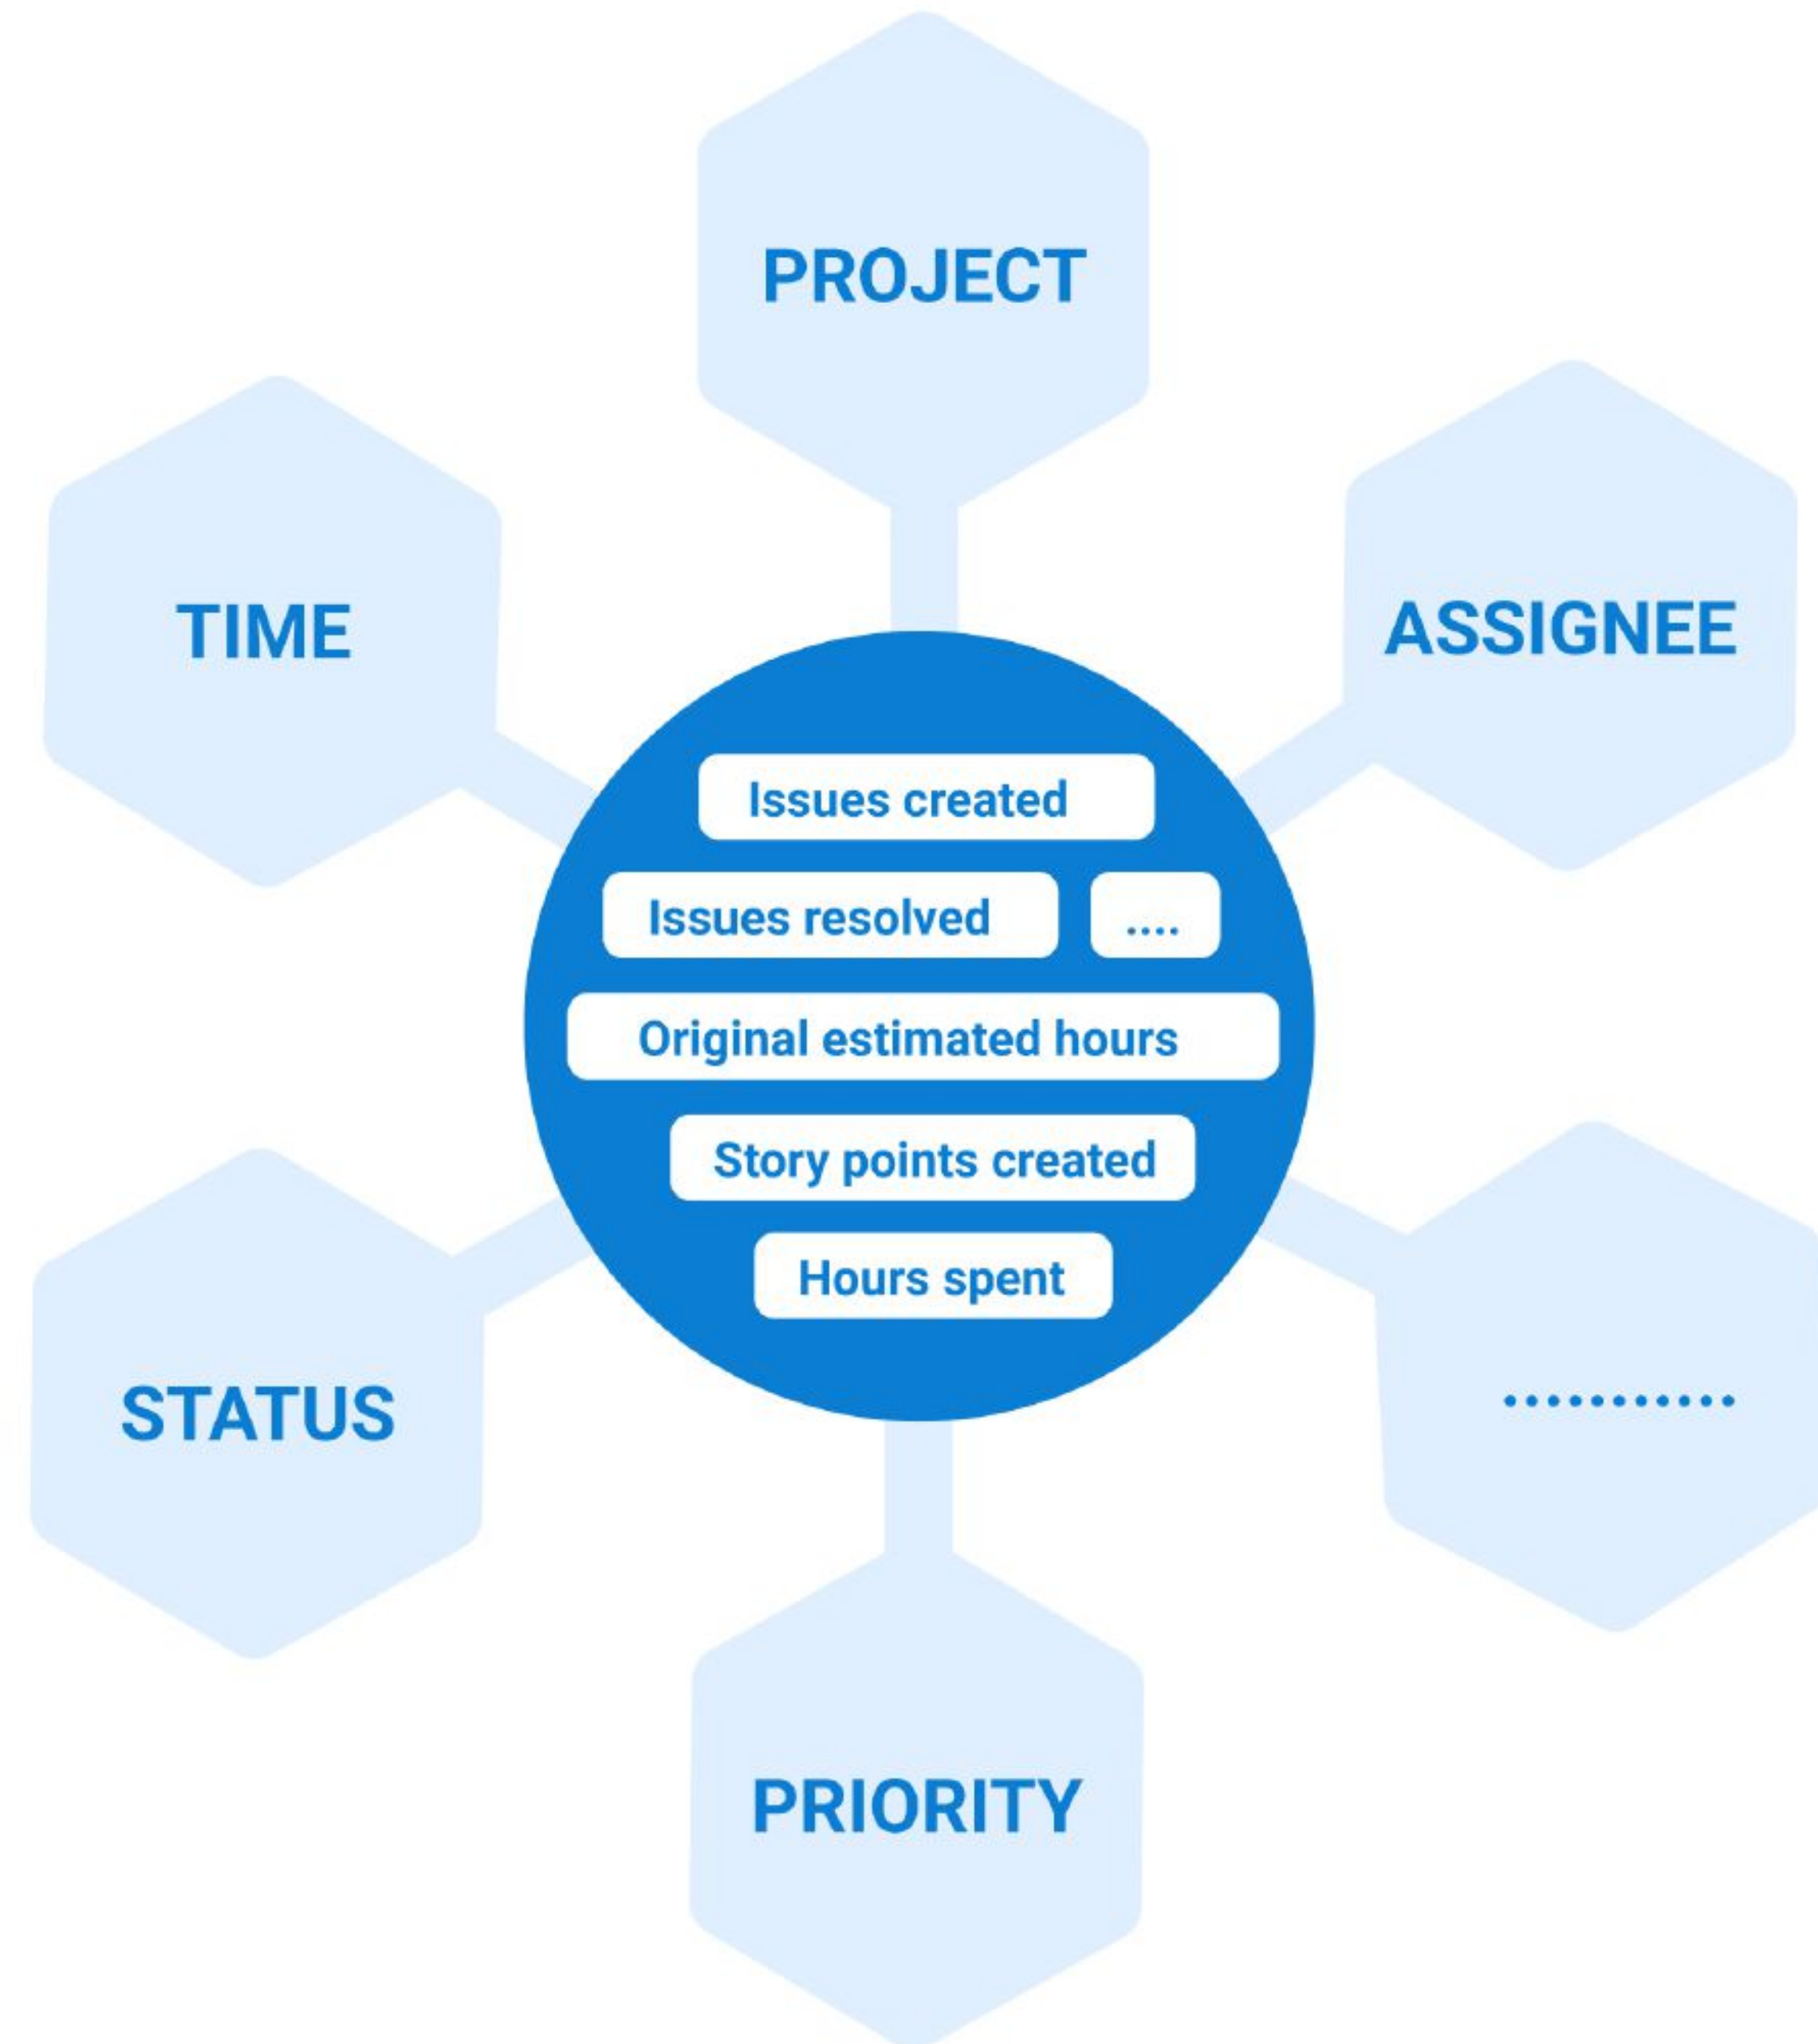 PROJECT
TIME
ASSIGNEE
Issues created
Issues resolved
....
Original estimated hours
Story points created
Hours spent
STATUS
...........
PRIORITY